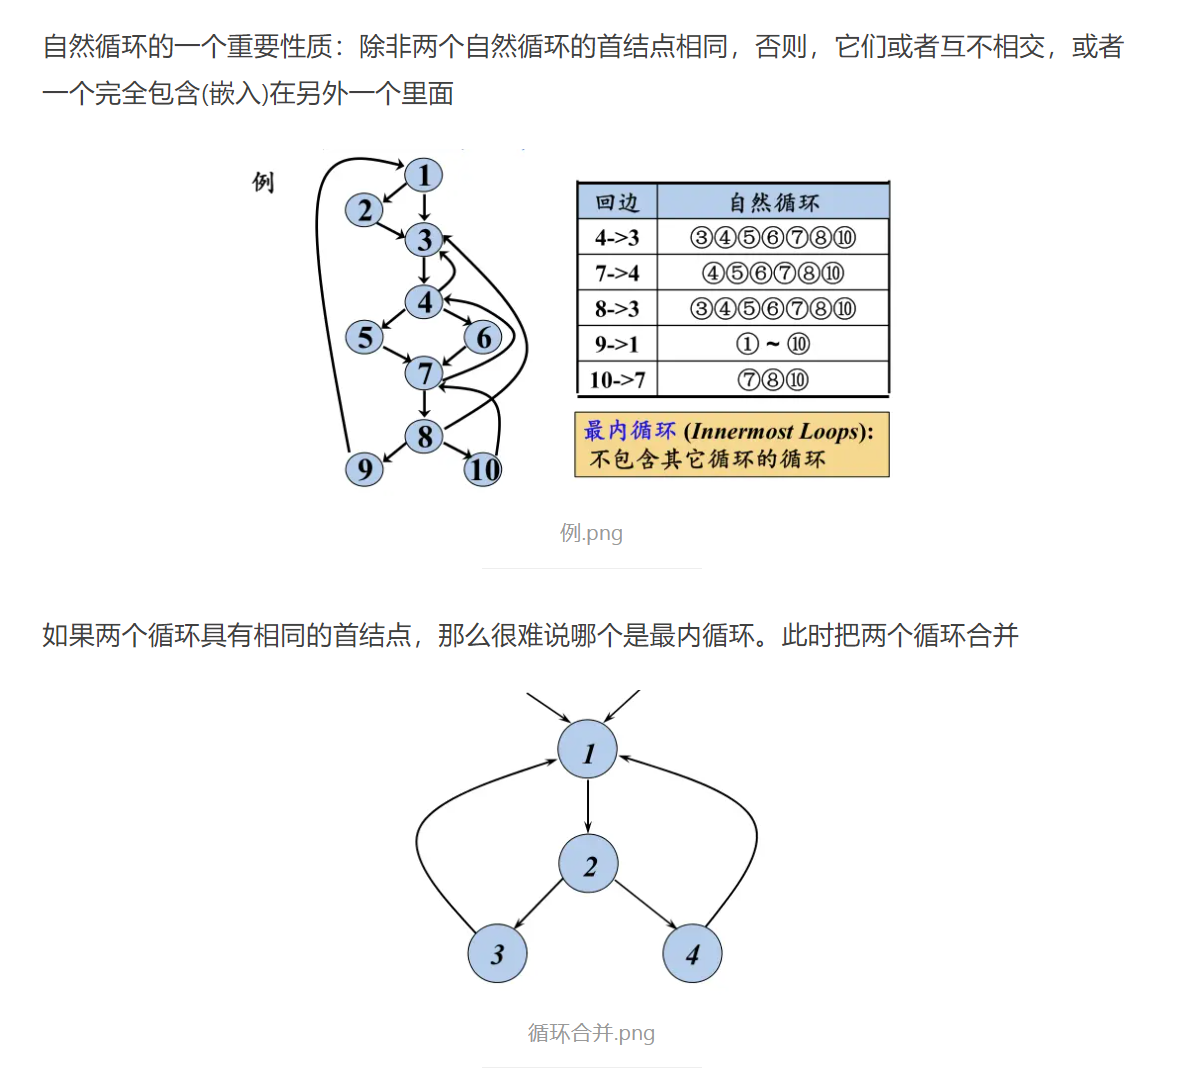 自然循环的一个重要性质：除非两个自然循环的首结点相同，否则，它们或者互不相交，或者
一个完全包含(嵌入)在另外一个里面
例
1
2
3
4
5
6
7
8
9
10
回边 自然循环
4->3 ③④⑤⑥⑦⑧⑩
7->4 ④⑤⑥⑦⑧⑩
8->3 ③④⑤⑥⑦⑧⑩
9->1 ①~⑩
10->7 ⑦⑧⑩
最内循环 (Innermost Loops):
不包含其它循环的循环
例.png
如果两个循环具有相同的首结点，那么很难说哪个是最内循环。此时把两个循环合并
1
2
3
4
循环合并.png